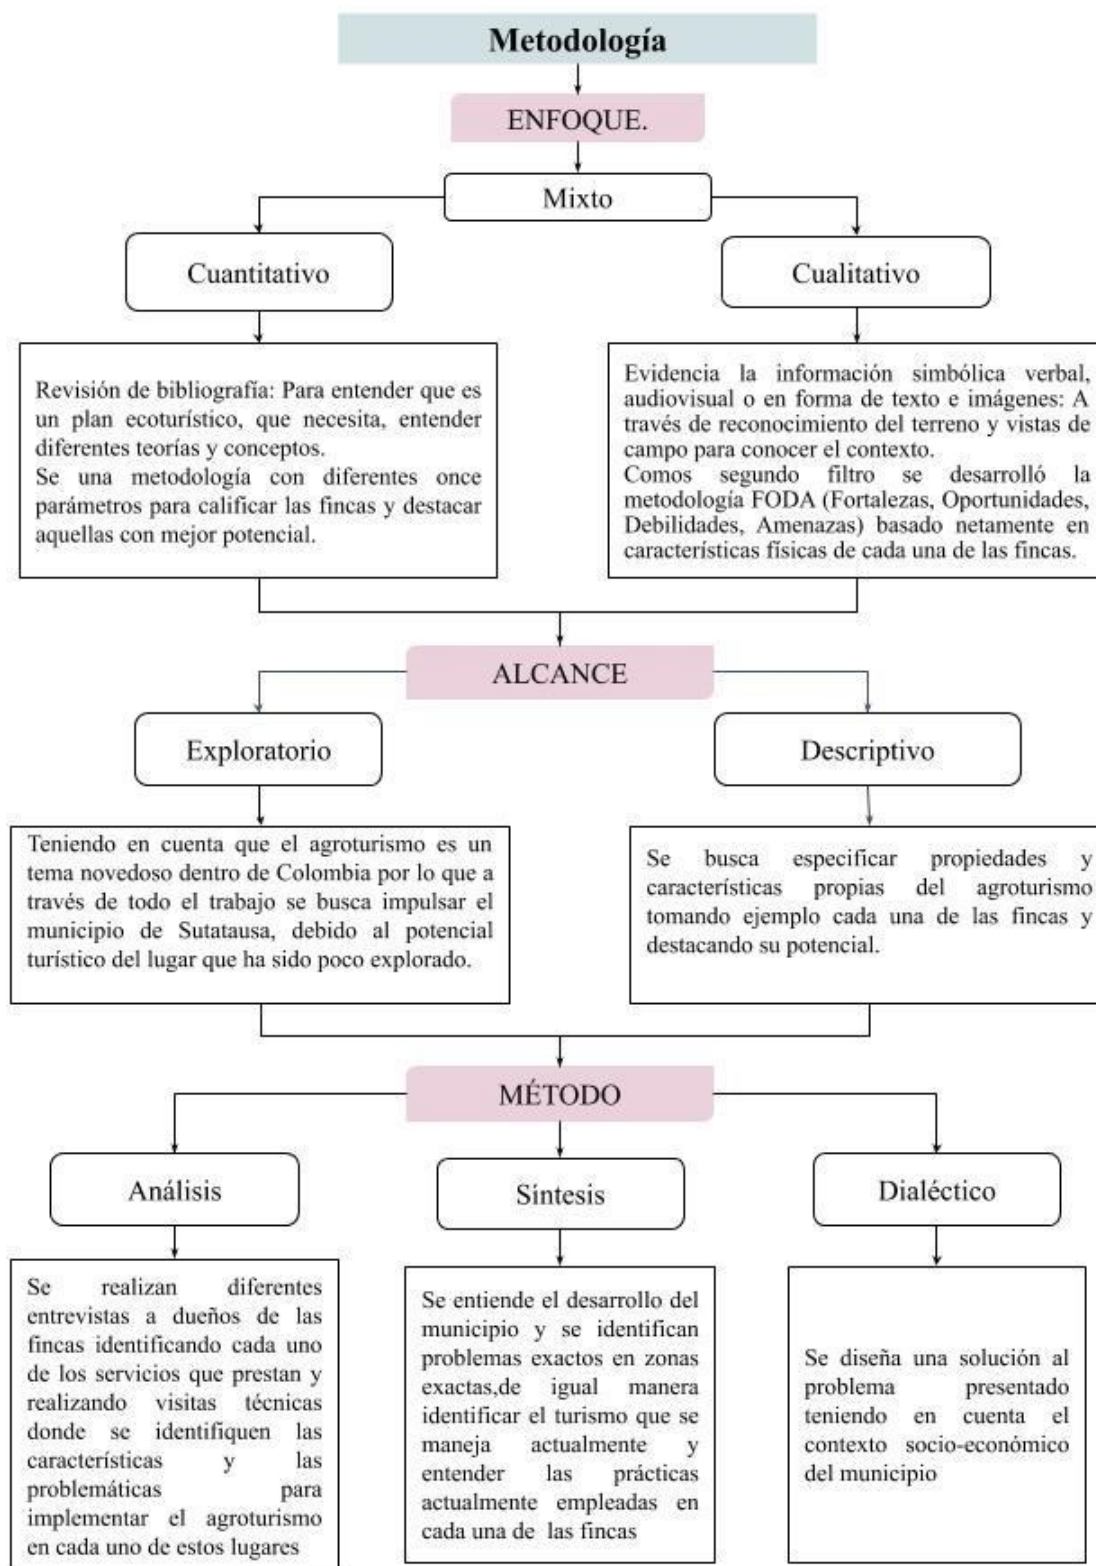 Metodología
ENFOQUE.
Mixto
Cuantitativo
Cualitativo
Revisión de bibliografía: Para entender que es
un plan ecoturístico, que necesita, entender
diferentes teorías y conceptos.
Se una metodología con diferentes once
parámetros para calificar las fincas y destacar
aquellas con mejor potencial.
Evidencia la información simbólica verbal,
audiovisual o en forma de texto e imágenes: A
través de reconocimiento del terreno y vistas de
campo para conocer el contexto.
Comos segundo filtro se desarrolló la
metodología FODA (Fortalezas, Oportunidades,
Debilidades, Amenazas) basado netamente en
características físicas de cada una de las fincas.
ALCANCE
Exploratorio
Descriptivo
Teniendo en cuenta que el agroturismo es un
tema novedoso dentro de Colombia por lo que a
través de todo el trabajo se busca impulsar el
municipio de Sutatausa, debido al potencial
turístico del lugar que ha sido poco explorado.
Se busca especificar propiedades y
características propias del agroturismo
tomando ejemplo cada una de las fincas y
destacando su potencial.
MÉTODO
Análisis
Síntesis
Dialéctico
Se realizan diferentes
entrevistas a dueños de las
fincas identificando cada uno
de los servicios que prestan y
realizando visitas técnicas
donde se identifiquen las
características y las
problemáticas para
implementar el agroturismo
en cada uno de estos lugares
Se entiende el desarrollo del
municipio y se identifican
problemas exactos en zonas
exactas,de igual manera
identificar el turismo que se
maneja actualmente y
entender las prácticas
actualmente empleadas en
cada una de las fincas
Se diseña una solución al
problema presentado
teniendo en cuenta el
contexto socio-económico
del municipio